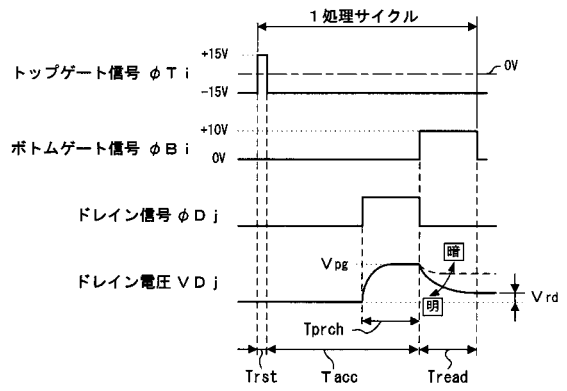 1処理サイクル
+15V
トップゲート信号 φTi
0V
-15V
+10V
ボトムゲート信号 φBi
0V
ドレイン信号 φDj
暗
Vpg
ドレイン電圧 VDj
明
Vrd
Tprch
Trst
Tacc
Tread